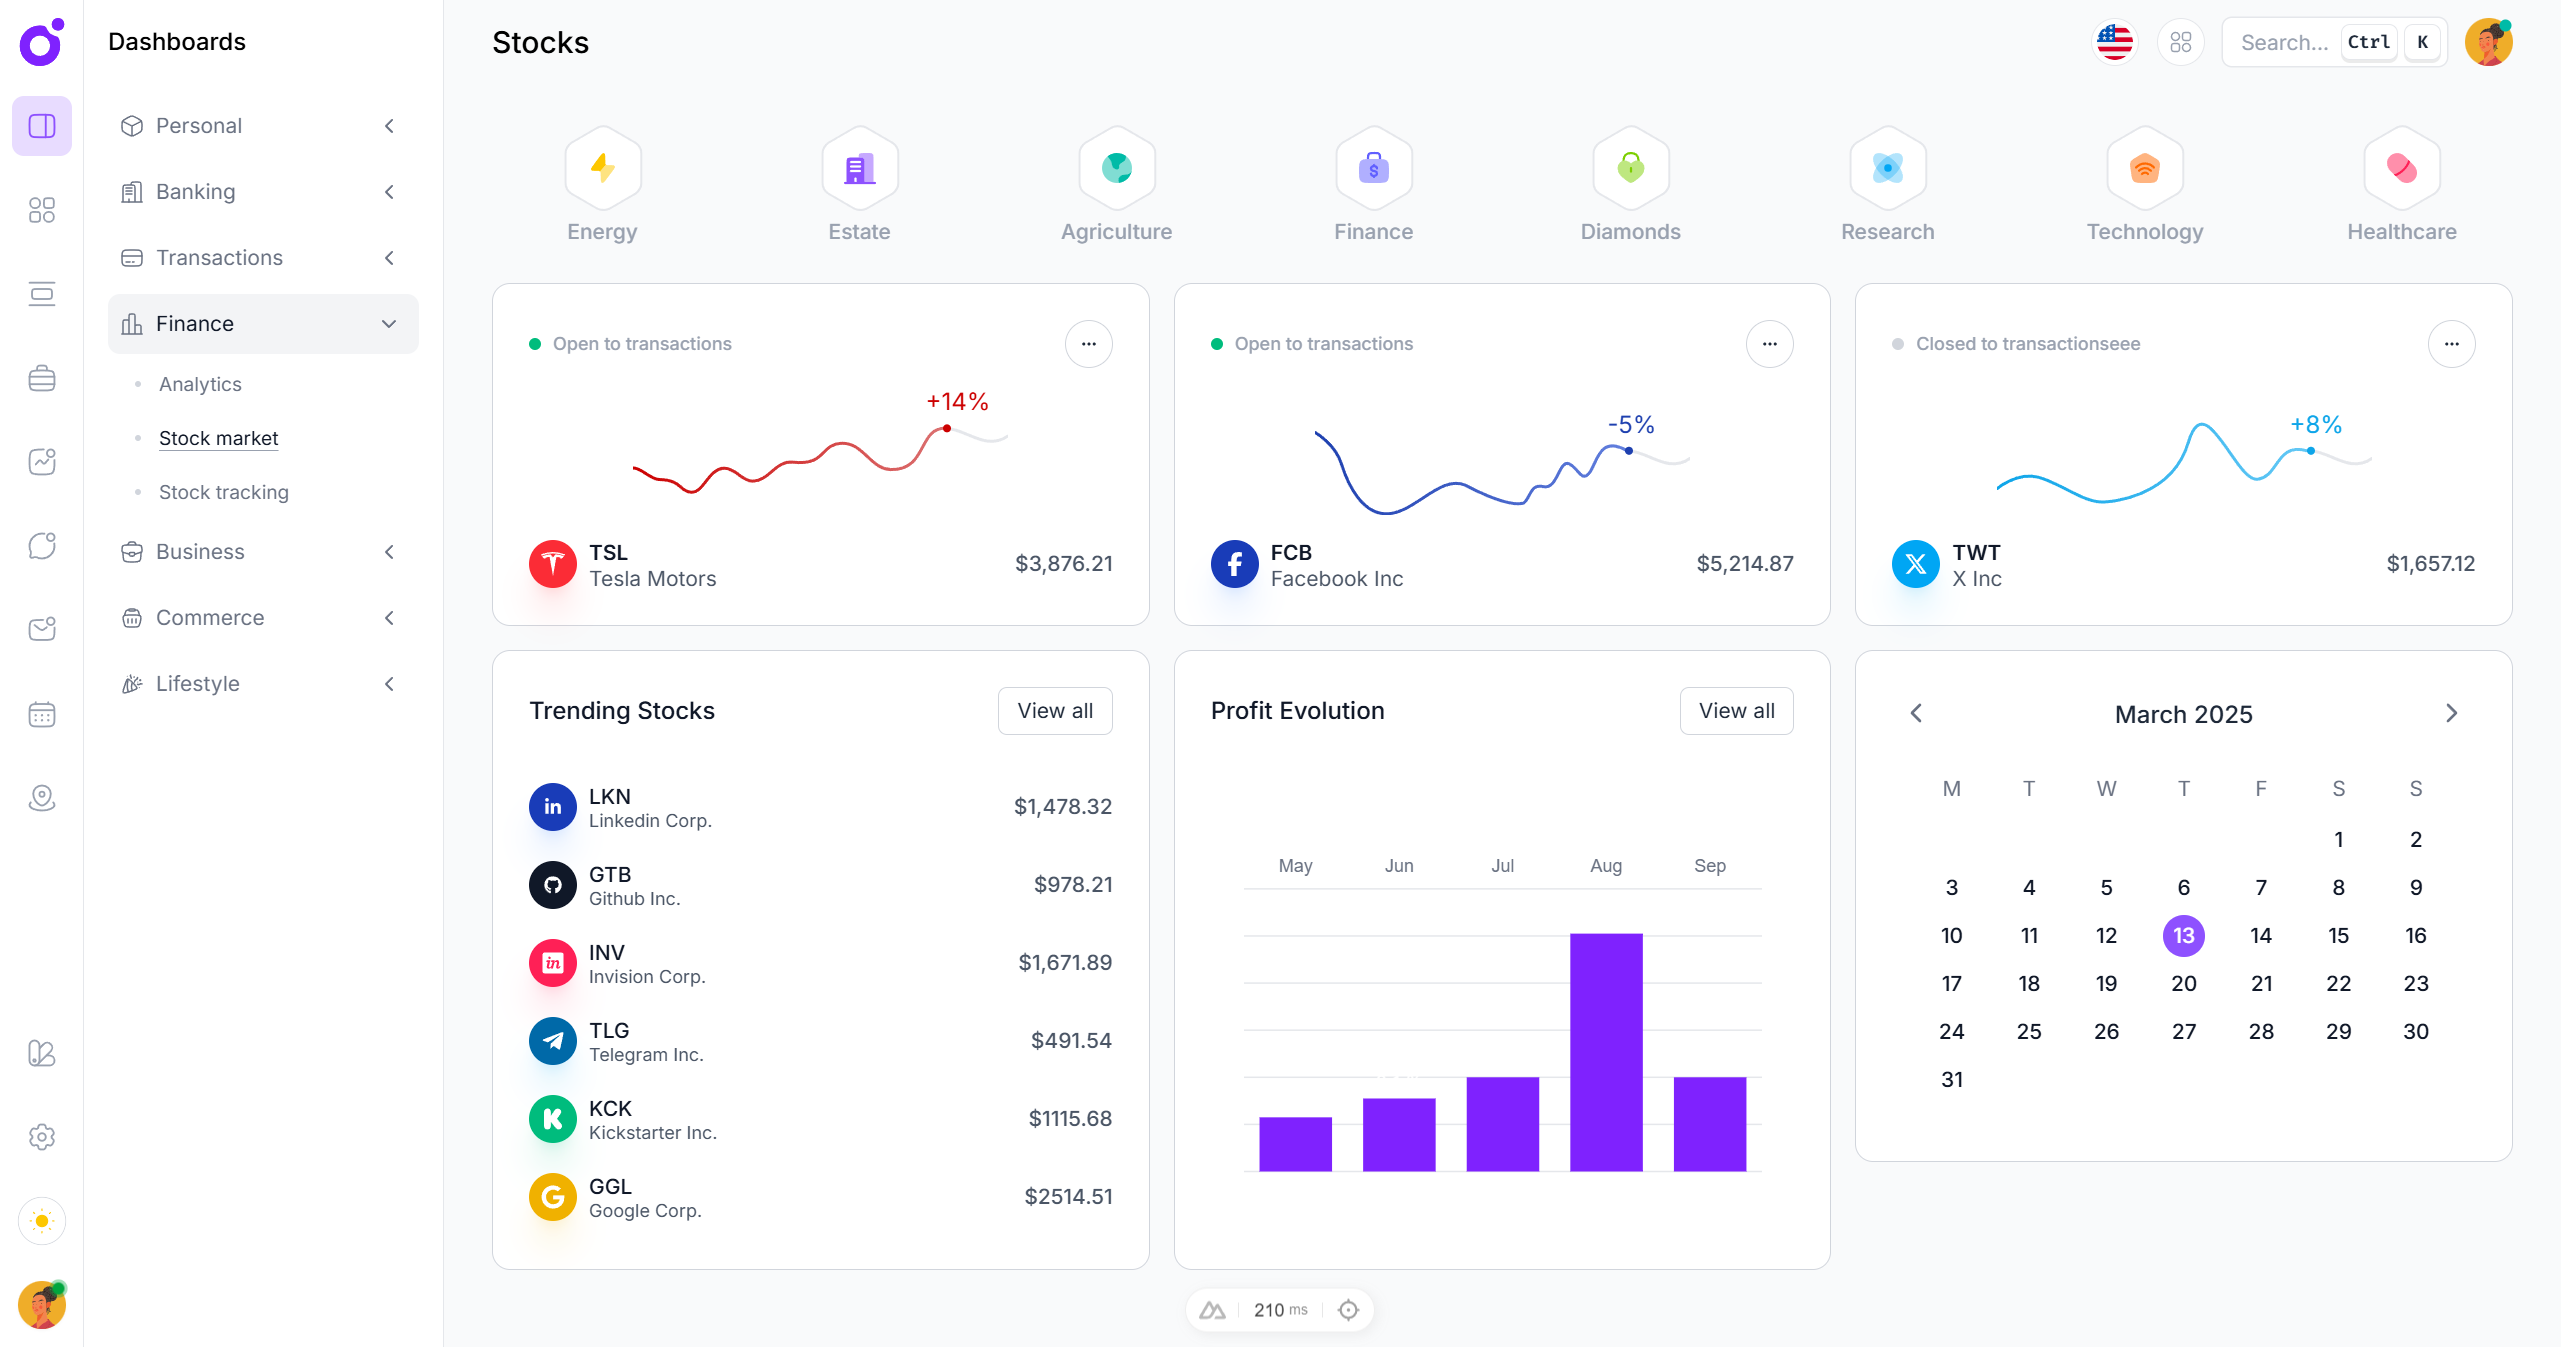 Dashboards
Stocks
Search...
Ctrl
K
Personal
Banking
Transactions
Finance
Analytics
Stock market
Stock tracking
Business
Commerce
Lifestyle
Energy
Estate
Agriculture
Finance
Diamonds
Research
Technology
Healthcare
Open to transactions
+14%
TSL
Tesla Motors
$3,876.21
Open to transactions
-5%
FCB
Facebook Inc
$5,214.87
Closed to transactionseee
+8%
TWT
X Inc
$1,657.12
Trending Stocks
View all
LKN
Linkedin Corp.
$1,478.32
GTB
Github Inc.
$978.21
INV
Invision Corp.
$1,671.89
TLG
Telegram Inc.
$491.54
KCK
Kickstarter Inc.
$1115.68
GGL
Google Corp.
$2514.51
Profit Evolution
View all
May Jun Jul Aug Sep
March 2025
M T W T F S S
1 2
3 4 5 6 7 8 9
10 11 12 13 14 15 16
17 18 19 20 21 22 23
24 25 26 27 28 29 30
31
210 ms